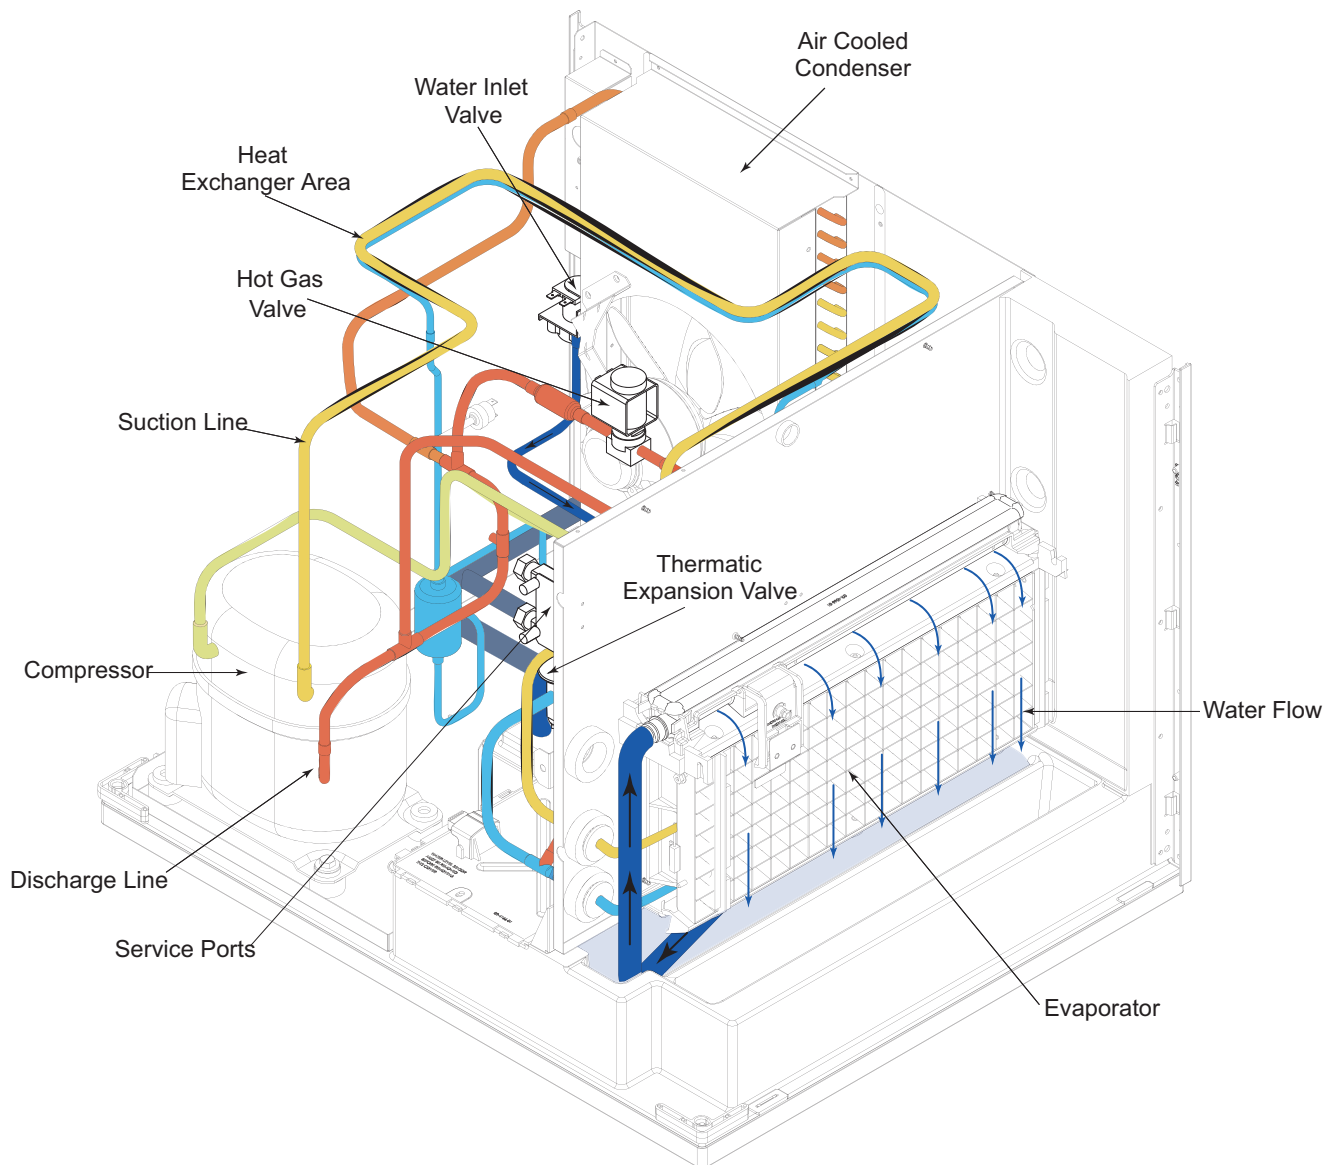 Air Cooled
Condenser
Water Inlet
Valve
Heat
Exchanger Area
Hot Gas
Valve
Suction Line
Thermatic
Expansion Valve
Compressor
Water Flow
Discharge Line
Service Ports
Evaporator